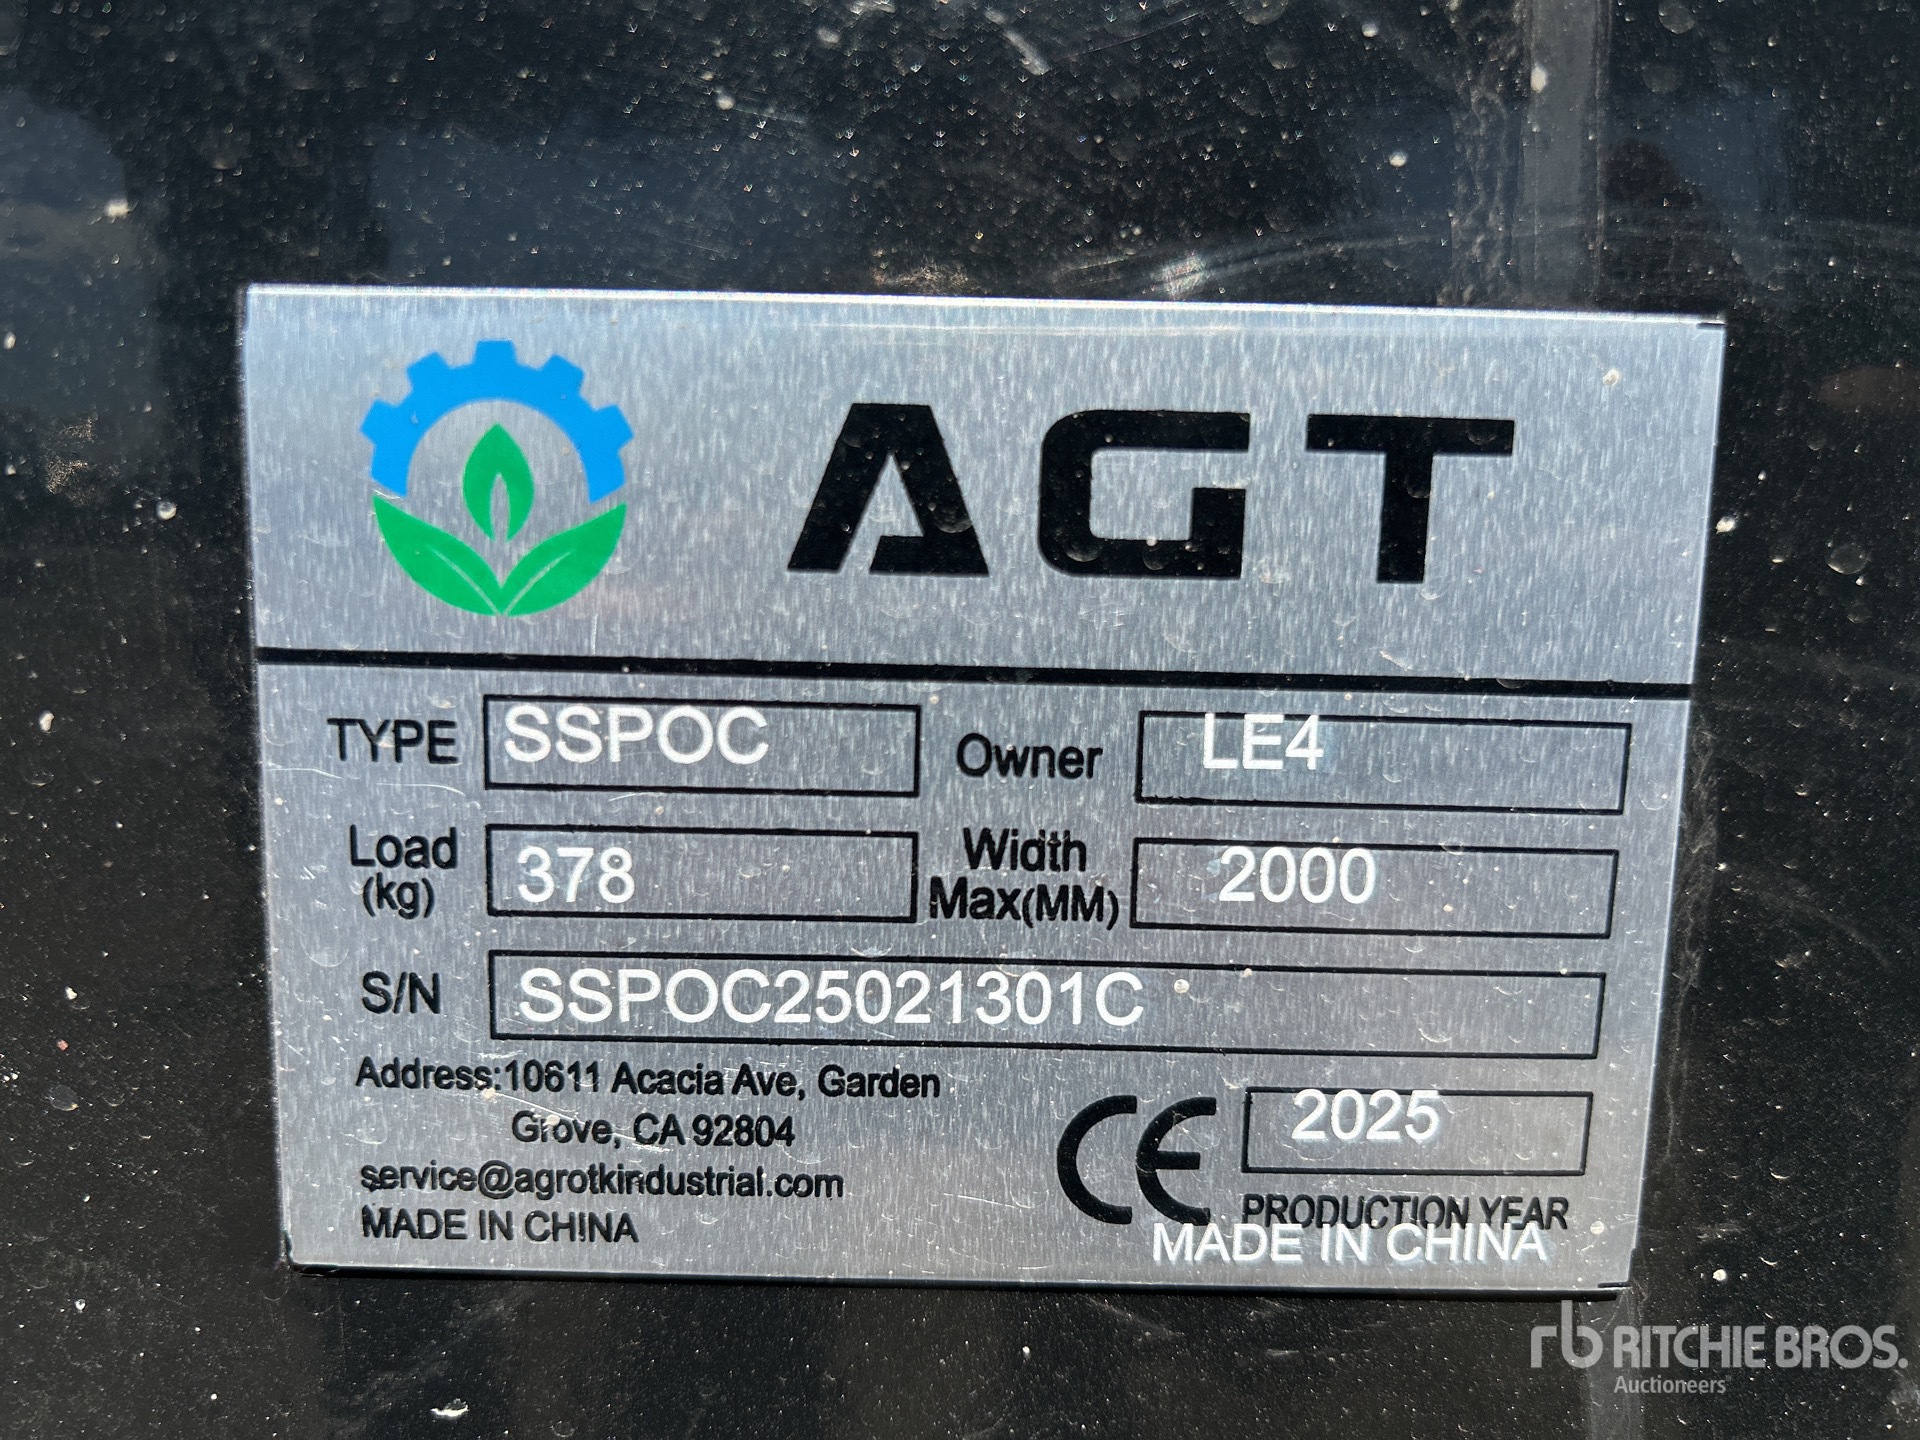 AGT
TYPE SSPOC Owner LE4
Load (kg) 378 Width Max(MM) 2000
S/N SSPOC25021301C
Address:10611 Acacia Ave, Garden
Grove, CA 92804
service@agrotkindustrial.com
MADE IN CHINA
CE 2025
PRODUCTION YEAR
MADE IN CHINA
rb RITCHIE BROS.
Auctioneers